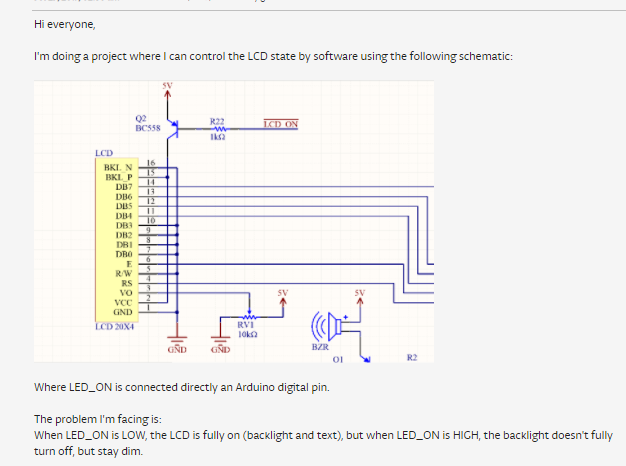 Hi everyone,
I'm doing a project where I can control the LCD state by software using the following schematic:
5V
Q2
BC558
R22
1kΩ
LCD ON
LCD
BKL N 16
BKL P 15
DB7 14
DB6 13
DB5 12
DB4 11
DB3 10
DB2 9
DB1 8
DB0 7
E 6
R/W 5
RS 4
VO 3
VCC 2
GND 1
LCD 20X4
5V
5V
RV1
10kΩ
GND
GND
BZR
R2
Where LED_ON is connected directly an Arduino digital pin.
The problem I'm facing is:
When LED_ON is LOW, the LCD is fully on (backlight and text), but when LED_ON is HIGH, the backlight doesn't fully
turn off, but stay dim.